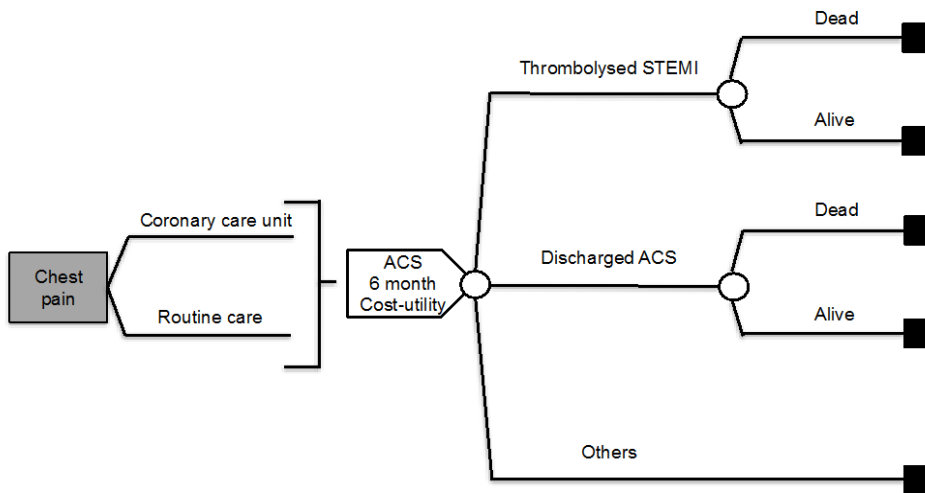 Chest
pain
Coronary care unit
Routine care
ACS
6 month
Cost-utility
Thrombolysed STEMI
Dead
Alive
Discharged ACS
Dead
Alive
Others